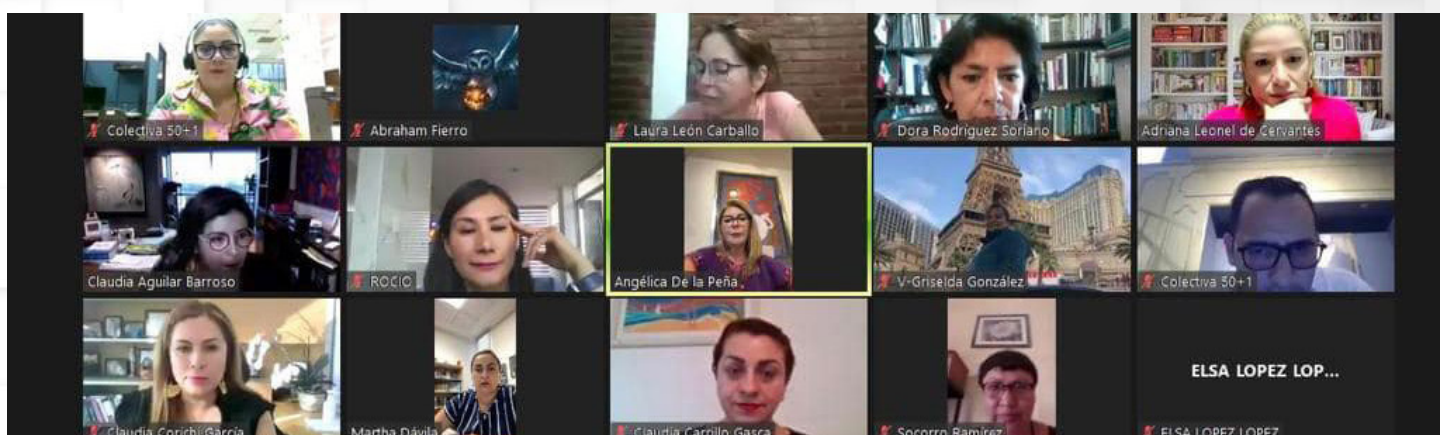 Colectiva 50+1
Abraham Fierro
Laura León Carballo
Dora Rodríguez Soriano
Adriana Leonel de Cervantes
Claudia Aguilar Barroso
ROCIO
Angélica De la Peña
V-Griselda González
Colectiva 50+1
Claudia Corichi García
Martha Dávila
Claudia Carrillo Gasca
Socorro Ramírez
ELSA LOPEZ LOP...
ELSA LOPEZ LOPEZ